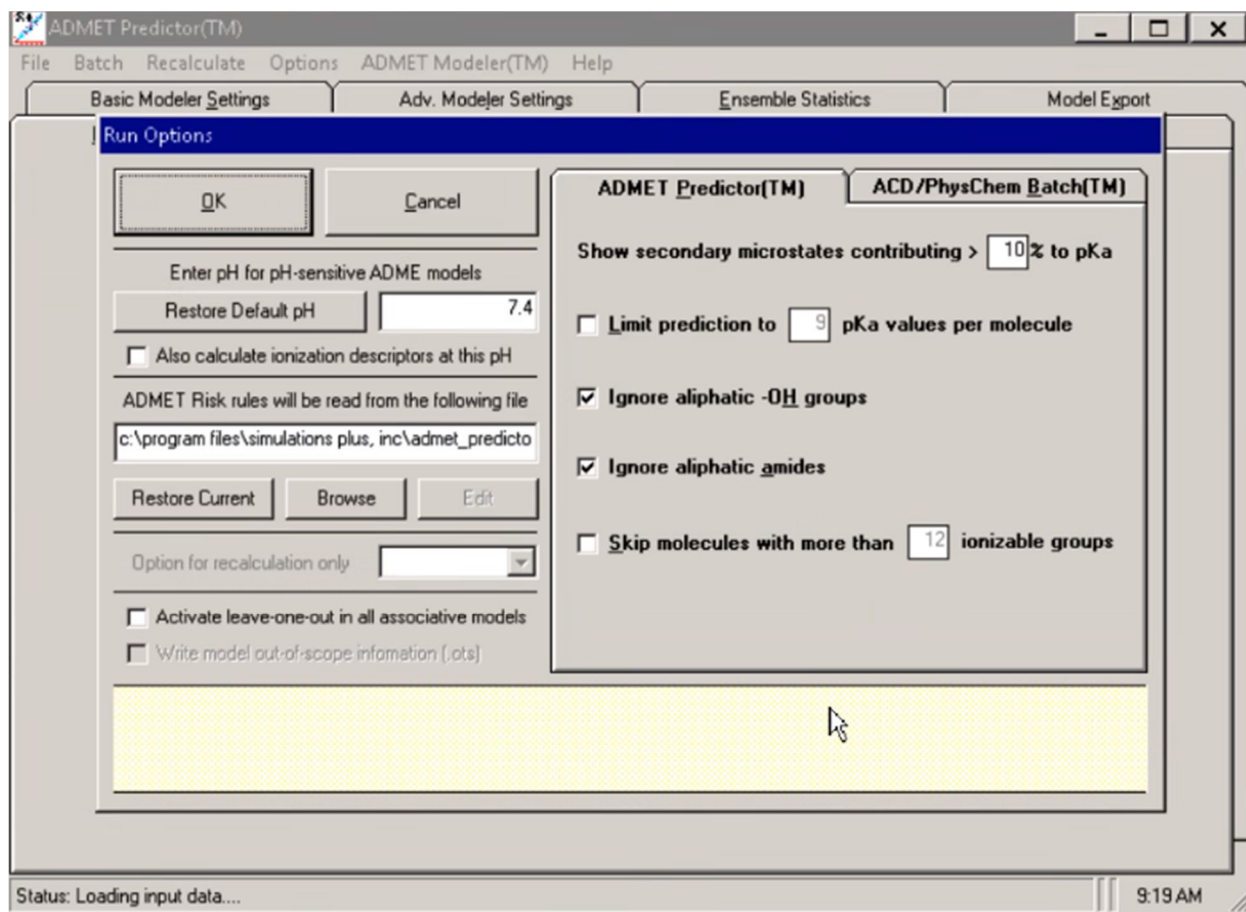 ADMET Predictor(TM)
File Batch Recalculate Options ADMET Modeler(TM) Help
Basic Modeler Settings Adv. Modeler Settings Ensemble Statistics Model Export
Run Options
OK Cancel
Enter pH for pH-sensitive ADME models
Restore Default pH 7.4
Also calculate ionization descriptors at this pH
ADMET Risk rules will be read from the following file
c:\program files\simulations plus, inc\admet_predicto
Restore Current Browse Edit
Option for recalculation only
Activate leave-one-out in all associative models
Write model out-of-scope infomation (.ots)
ADMET Predictor(TM) ACD/PhysChem Batch(TM)
Show secondary microstates contributing > 10 % to pKa
Limit prediction to 9 pKa values per molecule
Ignore aliphatic -OH groups
Ignore aliphatic amides
Skip molecules with more than 12 ionizable groups
Status: Loading input data.... 9:19 AM